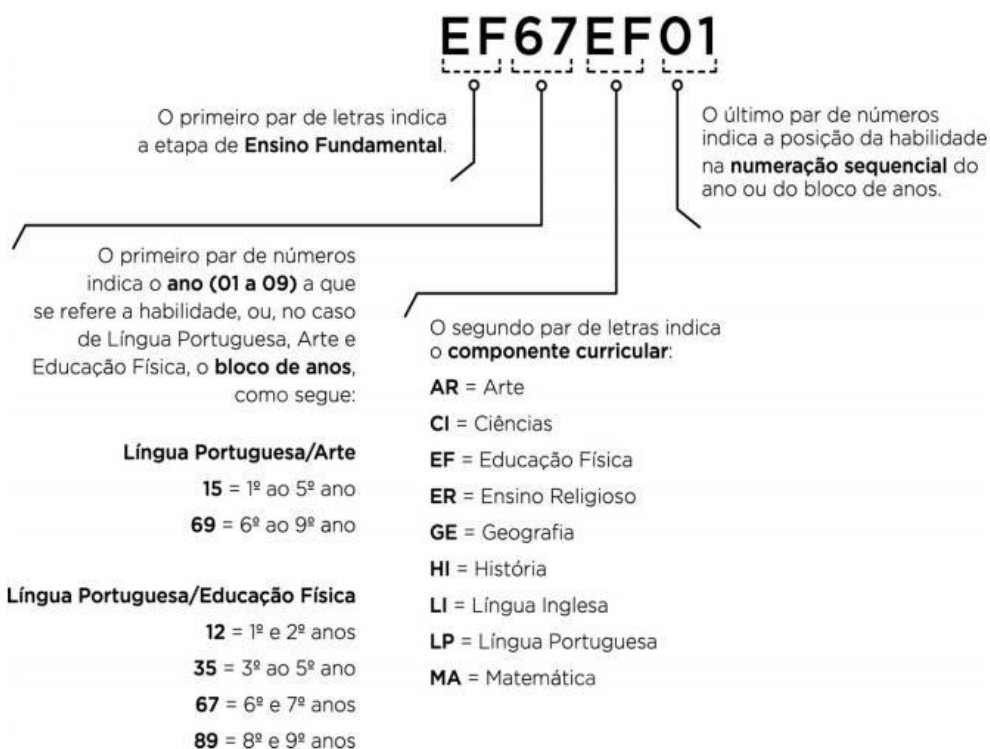 EF67EF01
O primeiro par de letras indica
a etapa de Ensino Fundamental.
O último par de números
indica a posição da habilidade
na numeração sequencial do
ano ou do bloco de anos.
O primeiro par de números
indica o ano (01 a 09) a que
se refere a habilidade, ou, no caso
de Língua Portuguesa, Arte e
Educação Física, o bloco de anos,
como segue:
Língua Portuguesa/Arte
15 = 1º ao 5º ano
69 = 6º ao 9º ano
Língua Portuguesa/Educação Física
12 = 1º e 2º anos
35 = 3º ao 5º ano
67 = 6º e 7º anos
89 = 8º e 9º anos
O segundo par de letras indica
o componente curricular:
AR = Arte
CI = Ciências
EF = Educação Física
ER = Ensino Religioso
GE = Geografia
HI = História
LI = Língua Inglesa
LP = Língua Portuguesa
MA = Matemática